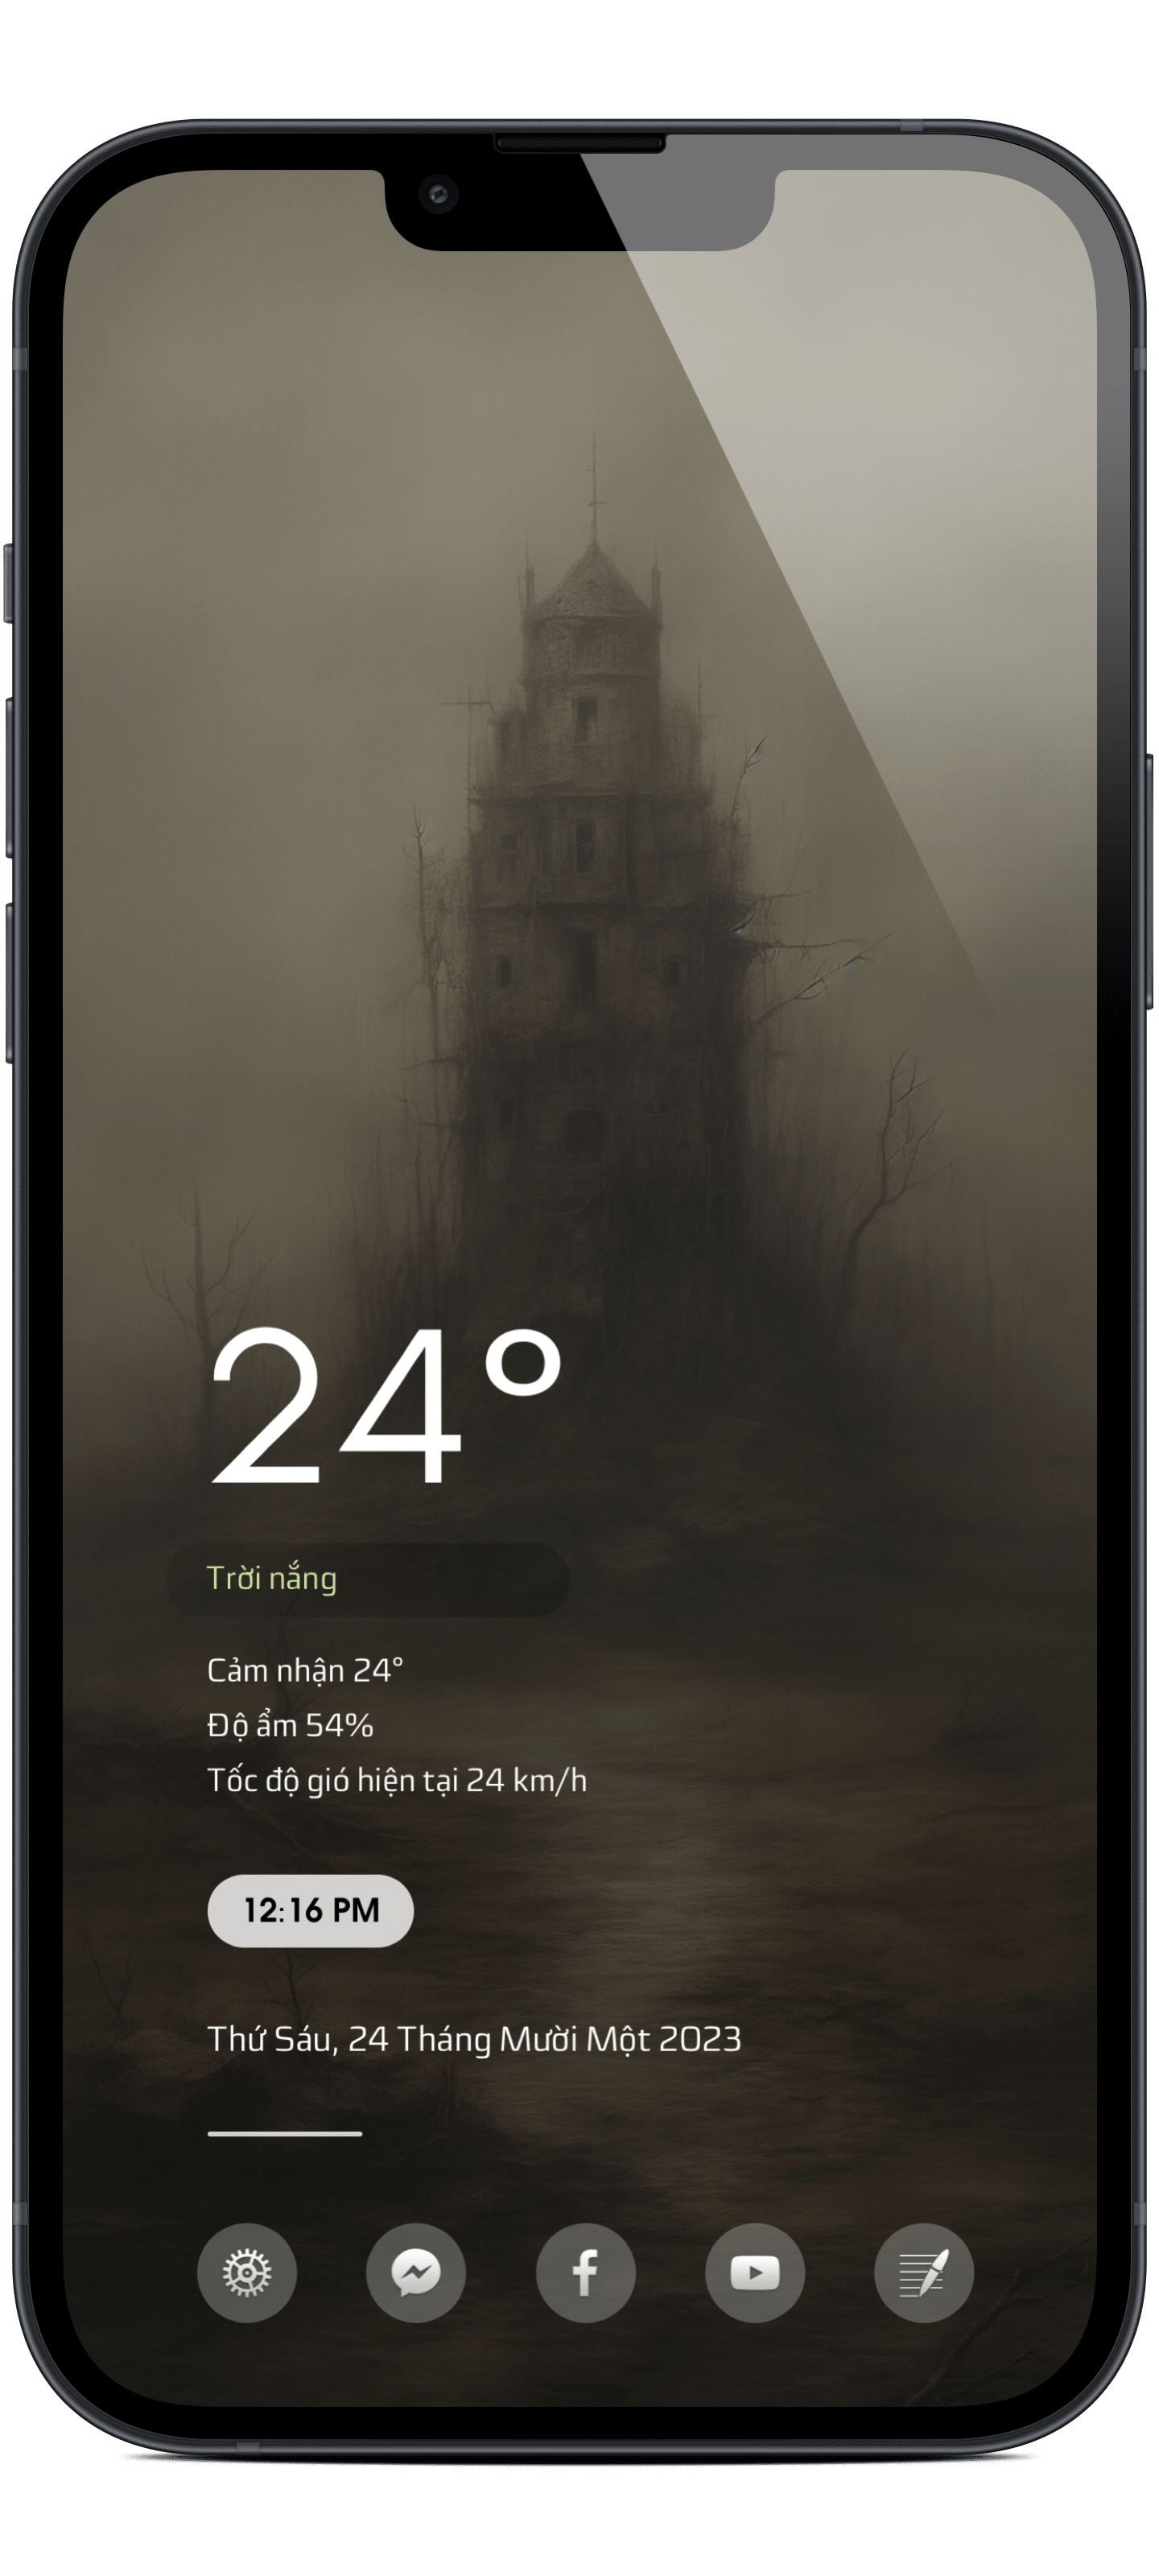 24°
Trời nắng
Cảm nhận 24°
Độ ẩm 54%
Tốc độ gió hiện tại 24 km/h
12:16 PM
Thứ Sáu, 24 Tháng Mười Một 2023